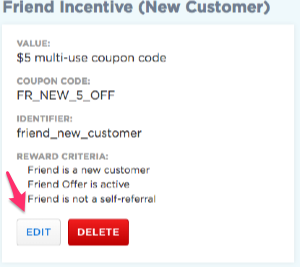 Friend Incentive (New Customer)
VALUE:
$5 multi-use coupon code
COUPON CODE:
FR_NEW_5_OFF
IDENTIFIER:
friend_new_customer
REWARD CRITERIA:
Friend is a new customer
Friend Offer is active
Friend is not a self-referral
EDIT DELETE